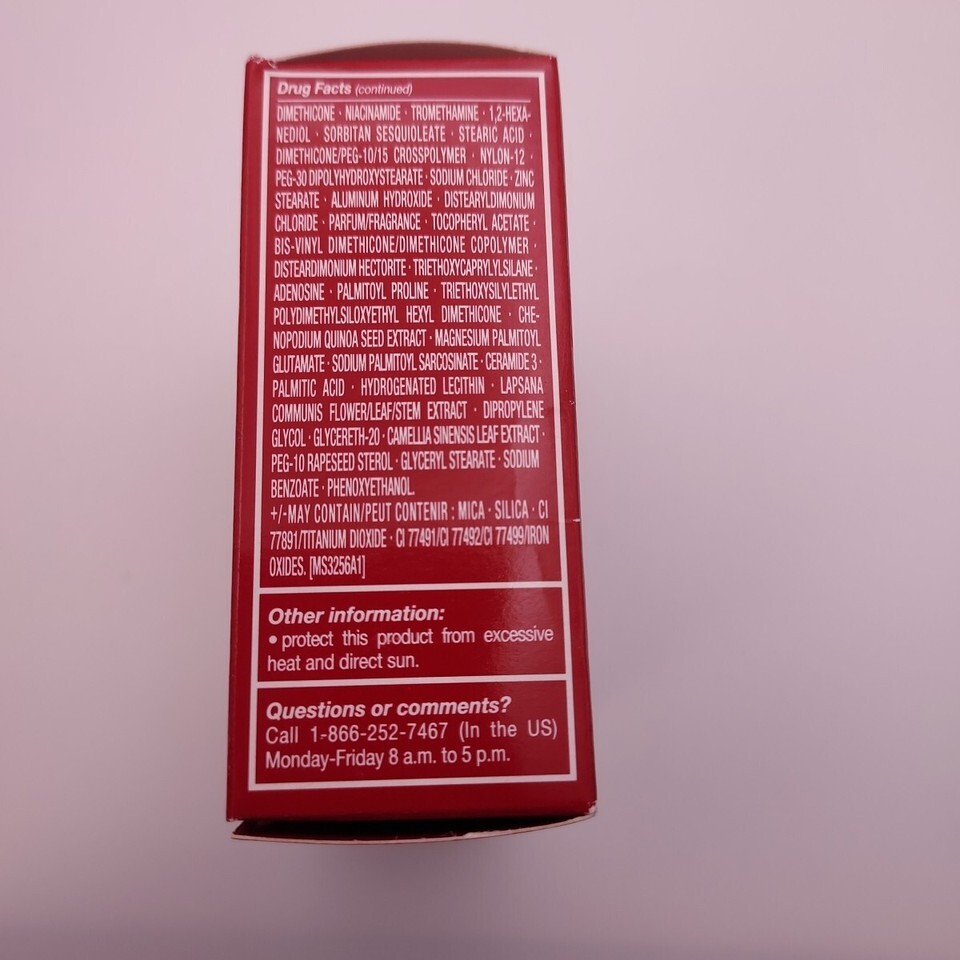 Drug Facts (continued)
DIMETHICONE · NIACINAMIDE · TROMETHAMINE · 1,2-HEXA-
NEDIOL · SORBITAN SESQUIOLEATE · STEARIC ACID ·
DIMETHICONE/PEG-10/15 CROSSPOLYMER · NYLON-12 ·
PEG-30 DIPOLYHYDROXYSTEARATE · SODIUM CHLORIDE · ZINC
STEARATE · ALUMINUM HYDROXIDE · DISTEARYLDIMONIUM
CHLORIDE · PARFUM/FRAGRANCE · TOCOPHERYL ACETATE ·
BIS-VINYL DIMETHICONE/DIMETHICONE COPOLYMER ·
DISTEARDIMONIUM HECTORITE · TRIETHOXYCAPRYLYLSILANE ·
ADENOSINE · PALMITOYL PROLINE · TRIETHOXYSILYLETHYL
POLYDIMETHYLSILOXYETHYL HEXYL DIMETHICONE · CHE-
NOPODIUM QUINOA SEED EXTRACT · MAGNESIUM PALMITOYL
GLUTAMATE · SODIUM PALMITOYL SARCOSINATE · CERAMIDE 3 ·
PALMITIC ACID · HYDROGENATED LECITHIN · LAPSANA
COMMUNIS FLOWER/LEAF/STEM EXTRACT · DIPROPYLENE
GLYCOL · GLYCERETH-20 · CAMELLIA SINENSIS LEAF EXTRACT ·
PEG-10 RAPESEED STEROL · GLYCERYL STEARATE · SODIUM
BENZOATE · PHENOXYETHANOL.
+/-MAY CONTAIN/PEUT CONTENIR : MICA · SILICA · CI
77891/TITANIUM DIOXIDE · CI 77491/CI 77492/CI 77499/IRON
OXIDES. [MS3256A1]
Other information:
• protect this product from excessive
heat and direct sun.
Questions or comments?
Call 1-866-252-7467 (In the US)
Monday-Friday 8 a.m. to 5 p.m.